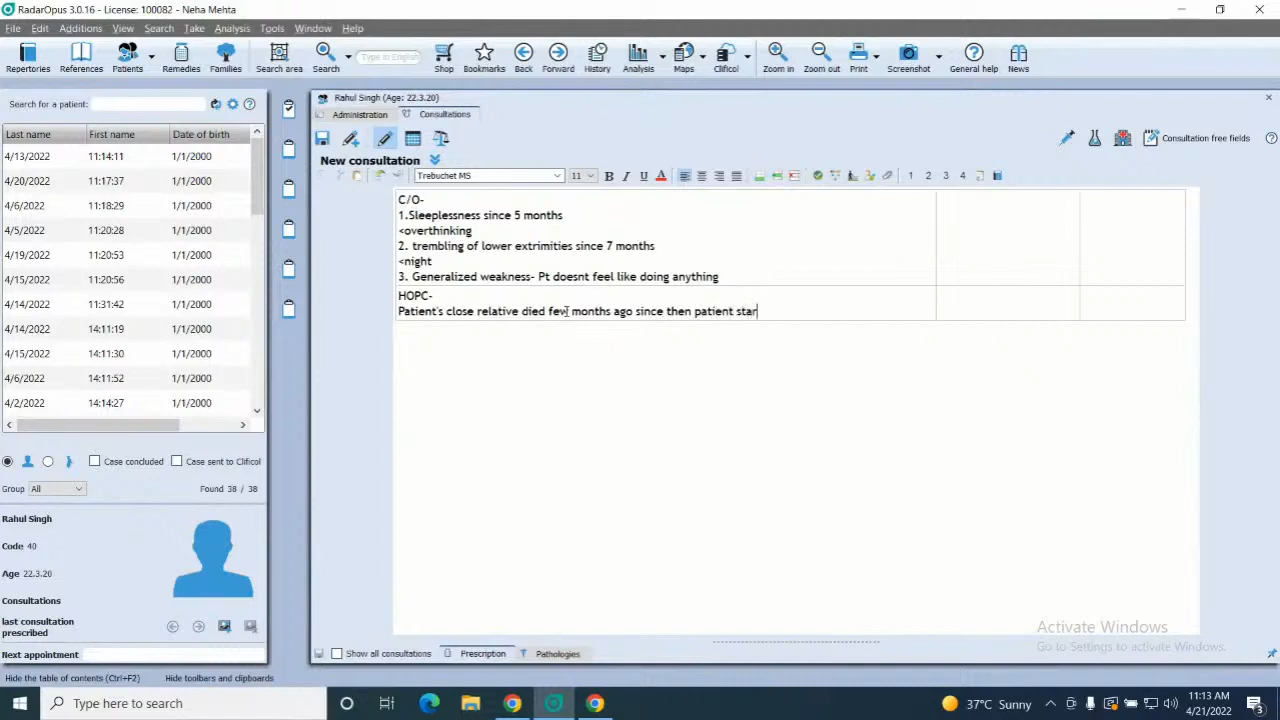 RadarOpus 3.0.16 - License: 100082 - Neha Mehta
File Edit Additions View Search Take Analysis Tools Window Help
Repertories References Patients Remedies Families Search area Search Type in English Shop Bookmarks Back Forward History Analysis Maps Clificol Zoom in Zoom out Print Screenshot General help News
Search for a patient:
Last name First name Date of birth
4/13/2022 11:14:11 1/1/2000
4/20/2022 11:17:37 1/1/2000
4/6/2022 11:18:29 1/1/2000
4/5/2022 11:20:28 1/1/2000
4/19/2022 11:20:53 1/1/2000
4/15/2022 11:20:56 1/1/2000
4/14/2022 11:31:42 1/1/2000
4/14/2022 14:11:19 1/1/2000
4/15/2022 14:11:30 1/1/2000
4/6/2022 14:11:52 1/1/2000
4/2/2022 14:14:27 1/1/2000
Case concluded Case sent to Clificol
Group All Found 38 / 38
Rahul Singh
Code 40
Age 22.3.20
Consultations
last consultation
prescribed
Next appointment
Rahul Singh (Age: 22.3.20)
Administration Consultations
Consultation free fields
New consultation
Trebuchet MS 11 B I U A 1 2 3 4
C/O-
1.Sleeplessness since 5 months
<overthinking
2. trembling of lower extrimities since 7 months
<night
3. Generalized weakness- Pt doesnt feel like doing anything
HOPC-
Patient's close relative died few months ago since then patient star
Activate Windows
Go to Settings to activate Windows.
Show all consultations Prescription Pathologies
Hide the table of contents (Ctrl+F2) Hide toolbars and clipboards
Type here to search
37°C Sunny
11:13 AM
4/21/2022
3